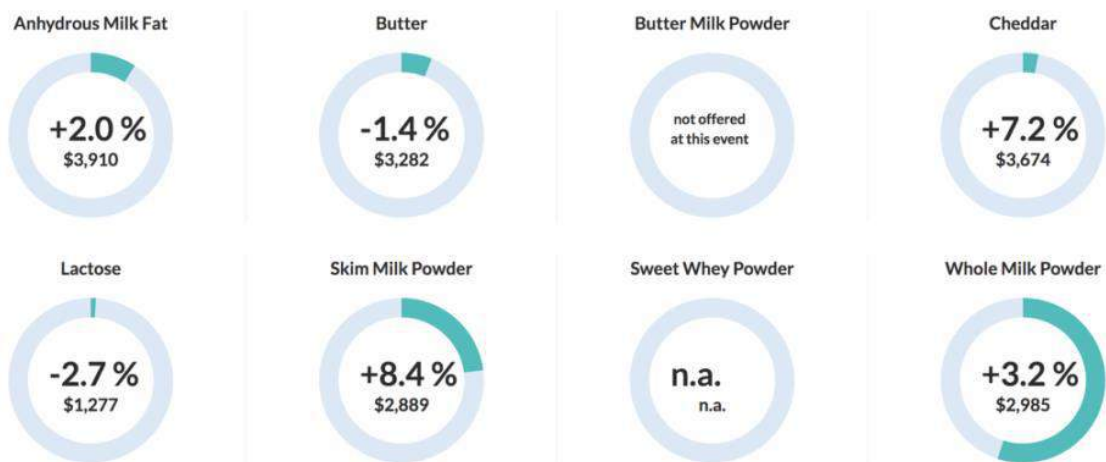 Anhydrous Milk Fat
+2.0 %
$3,910
Butter
-1.4 %
$3,282
Butter Milk Powder
not offered
at this event
Cheddar
+7.2 %
$3,674
Lactose
-2.7 %
$1,277
Skim Milk Powder
+8.4 %
$2,889
Sweet Whey Powder
n.a.
n.a.
Whole Milk Powder
+3.2 %
$2,985